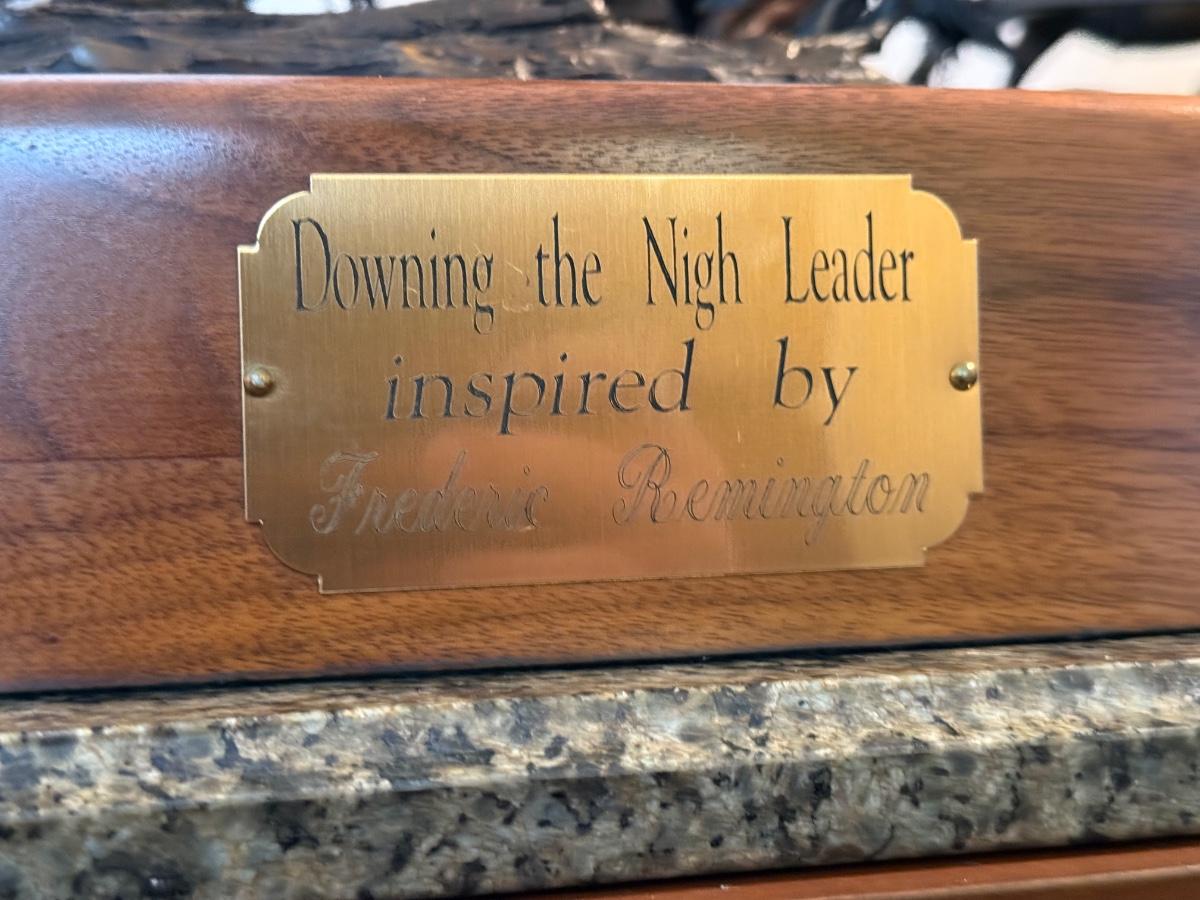 Downing the Nigh Leader
inspired by
Frederic Remington